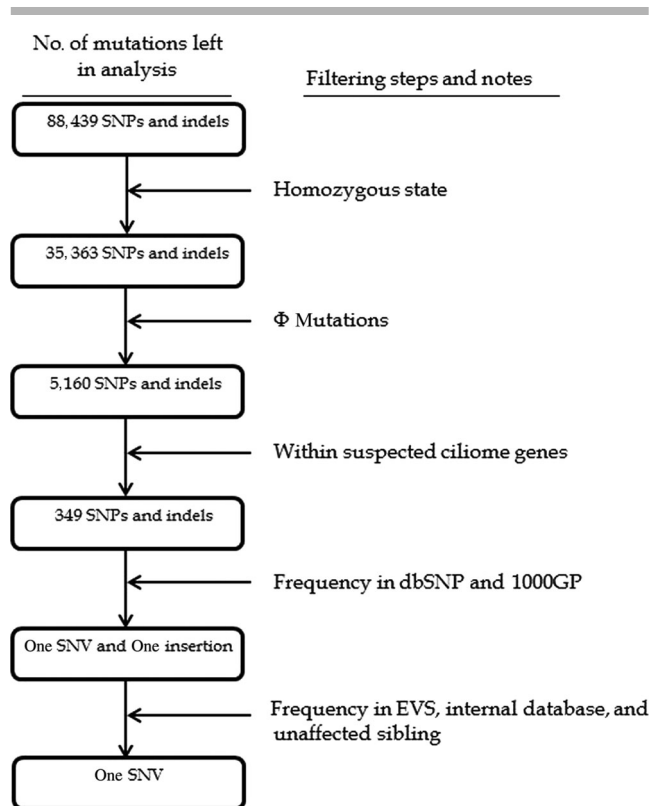 No. of mutations left
in analysis
Filtering steps and notes
88,439 SNPs and indels
Homozygous state
35,363 SNPs and indels
Φ Mutations
5,160 SNPs and indels
Within suspected ciliome genes
349 SNPs and indels
Frequency in dbSNP and 1000GP
One SNV and One insertion
Frequency in EVS, internal database, and
unaffected sibling
One SNV